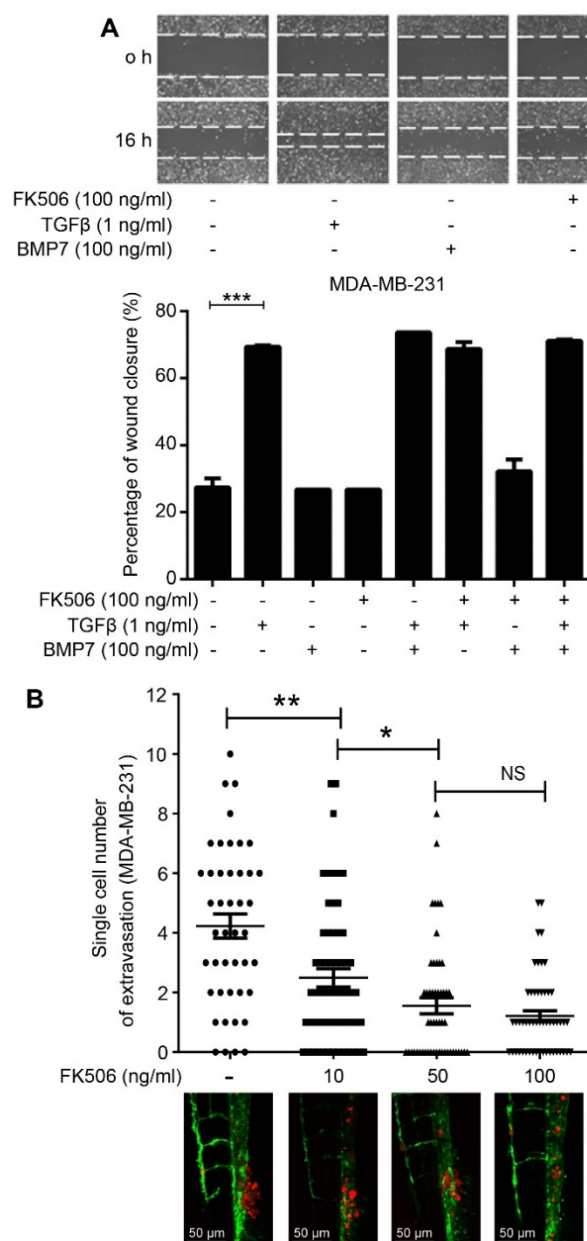 A
o h
16 h
FK506 (100 ng/ml) - - - +
TGFβ (1 ng/ml) - + - -
BMP7 (100 ng/ml) - - + -
MDA-MB-231
Percentage of wound closure (%)
80
60
40
20
0
***
FK506 (100 ng/ml) - - - + - + + +
TGFβ (1 ng/ml) - + - - + + - +
BMP7 (100 ng/ml) - - + - + - + +
B
Single cell number
of extravasation (MDA-MB-231)
12
10
8
6
4
2
0
**
*
NS
FK506 (ng/ml) - 10 50 100
50 µm 50 µm 50 µm 50 µm